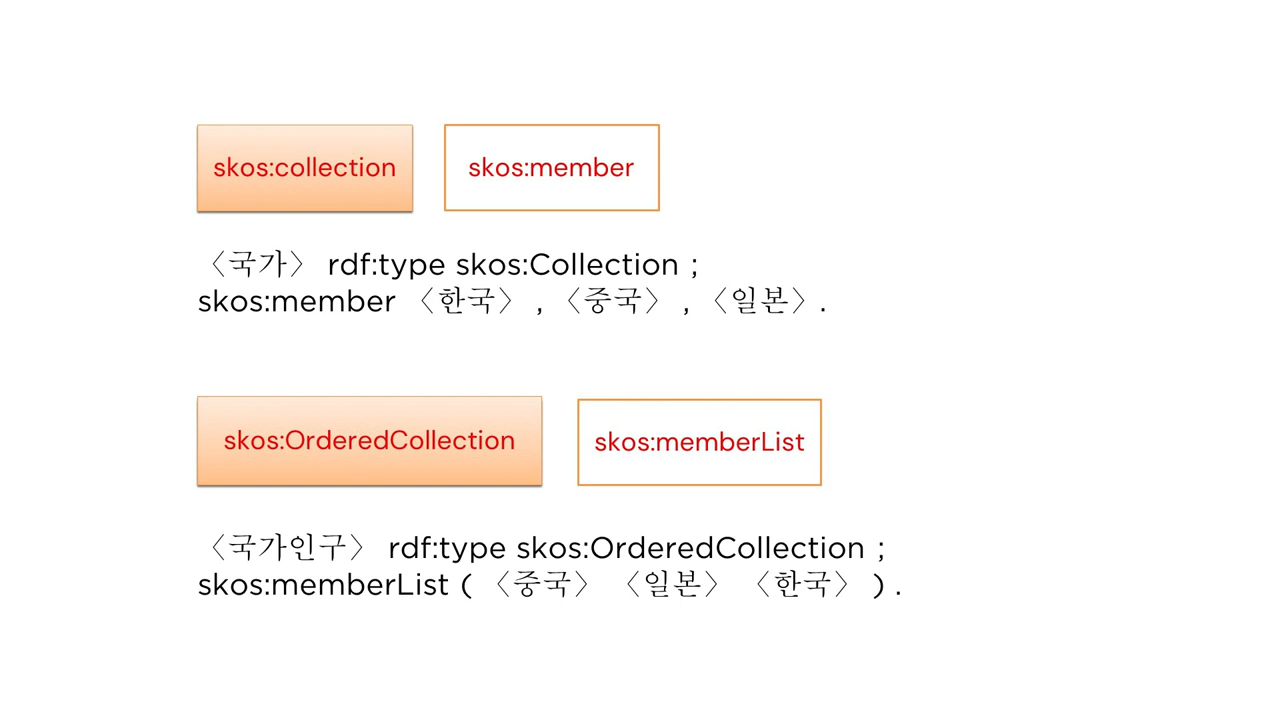 skos:collection
skos:member
〈국가〉 rdf:type skos:Collection ;
skos:member 〈한국〉 , 〈중국〉 , 〈일본〉.
skos:OrderedCollection
skos:memberList
〈국가인구〉 rdf:type skos:OrderedCollection ;
skos:memberList ( 〈중국〉 〈일본〉 〈한국〉 ) .